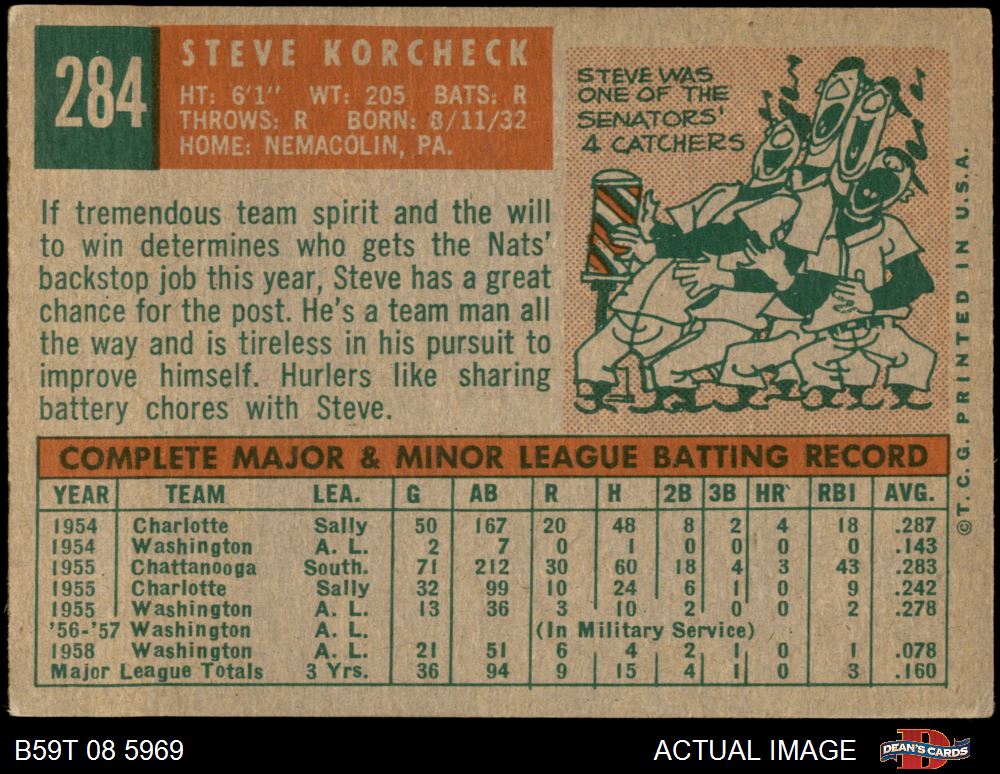 284
STEVE KORCHECK
HT: 6'1" WT: 205 BATS: R
THROWS: R BORN: 8/11/32
HOME: NEMACOLIN, PA.
STEVE WAS
ONE OF THE
SENATORS'
4 CATCHERS
If tremendous team spirit and the will
to win determines who gets the Nats'
backstop job this year, Steve has a great
chance for the post. He's a team man all
the way and is tireless in his pursuit to
improve himself. Hurlers like sharing
battery chores with Steve.
COMPLETE MAJOR & MINOR LEAGUE BATTING RECORD
YEAR TEAM LEA. G AB R H 2B 3B HR RBI AVG.
1954 Charlotte Sally 50 167 20 48 8 2 4 18 .287
1954 Washington A. L. 2 7 0 1 0 0 0 0 .143
1955 Chattanooga South. 71 212 30 60 18 4 3 43 .283
1955 Charlotte Sally 32 99 10 24 6 1 0 9 .242
1955 Washington A. L. 13 36 3 10 2 0 0 2 .278
'56-'57 Washington A. L. (In Military Service)
1958 Washington A. L. 21 51 6 4 2 1 0 1 .078
Major League Totals 3 Yrs. 36 94 9 15 4 1 0 3 .160
©T. C. G. PRINTED IN U.S.A.
B59T 08 5969
ACTUAL IMAGE
D
DEAN'S CARDS